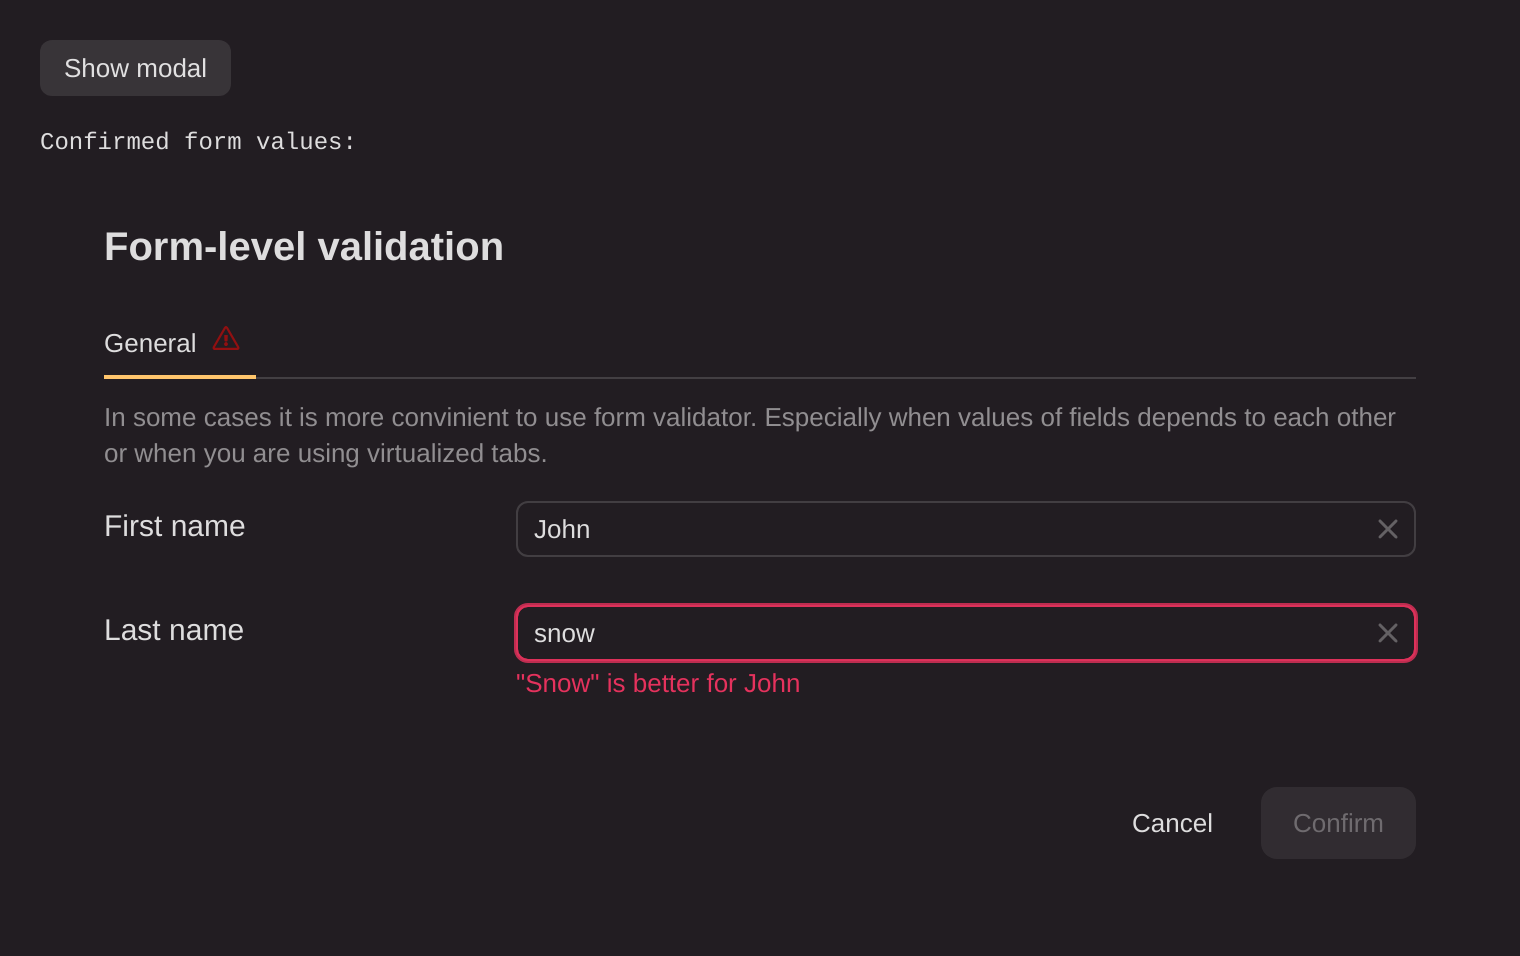 Show modal
Confirmed form values:
Form-level validation
General
In some cases it is more convinient to use form validator. Especially when values of fields depends to each other
or when you are using virtualized tabs.
First name
John
Last name
snow
"Snow" is better for John
Cancel
Confirm